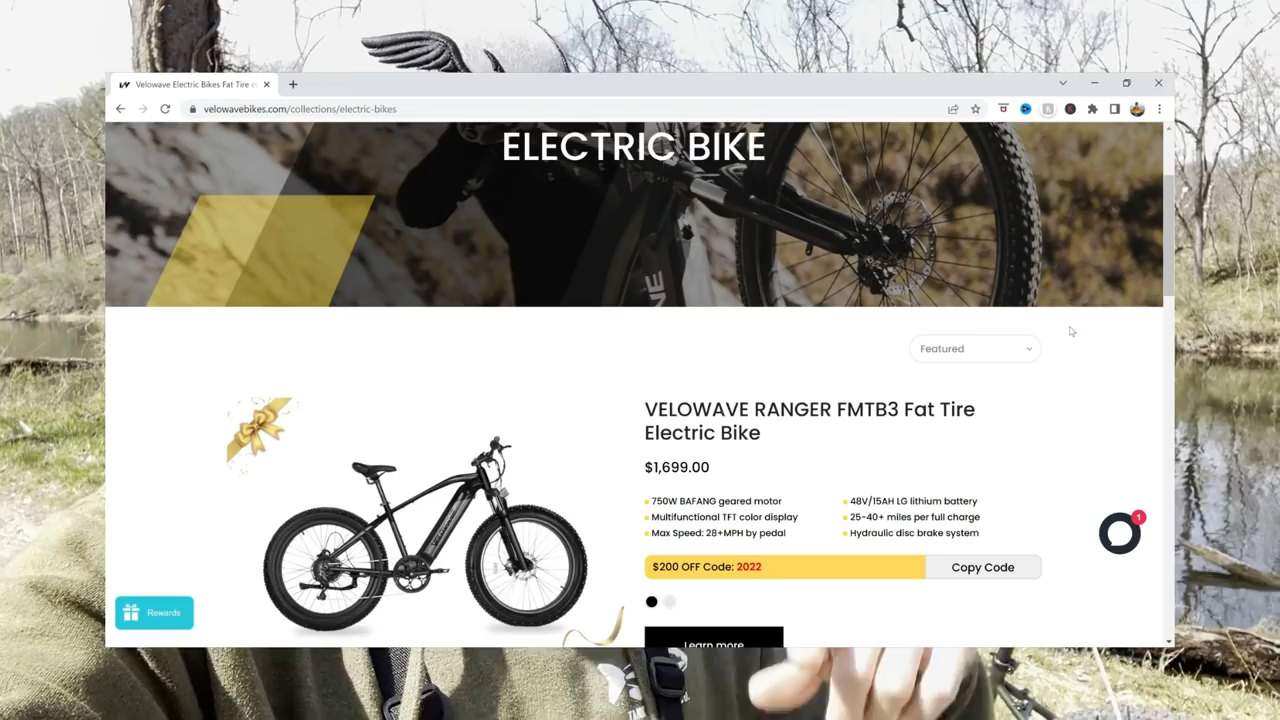 Velowave Electric Bikes Fat Tire e
velowavebikes.com/collections/electric-bikes
ELECTRIC BIKE
NE
Featured
VELOWAVE RANGER FMTB3 Fat Tire
Electric Bike
$1,699.00
750W BAFANG geared motor
48V/15AH LG lithium battery
Multifunctional TFT color display
25-40+ miles per full charge
Max Speed: 28+MPH by pedal
Hydraulic disc brake system
$200 OFF Code: 2022
Copy Code
1
Rewards
Learn more